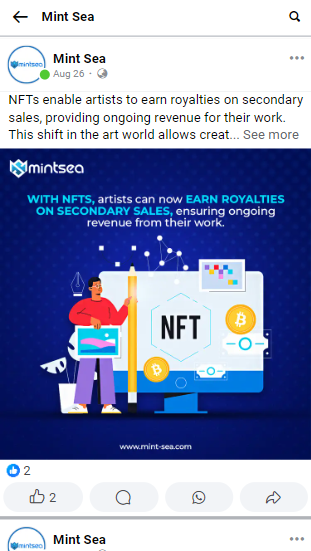 Mint Sea
mintsea
Mint Sea
Aug 26 ·
NFTs enable artists to earn royalties on secondary
sales, providing ongoing revenue for their work.
This shift in the art world allows creat... See more
mintsea
WITH NFTS, artists can now EARN ROYALTIES
ON SECONDARY SALES, ensuring ongoing
revenue from their work.
NFT
www.mint-sea.com
2
2
mintsea
Mint Sea